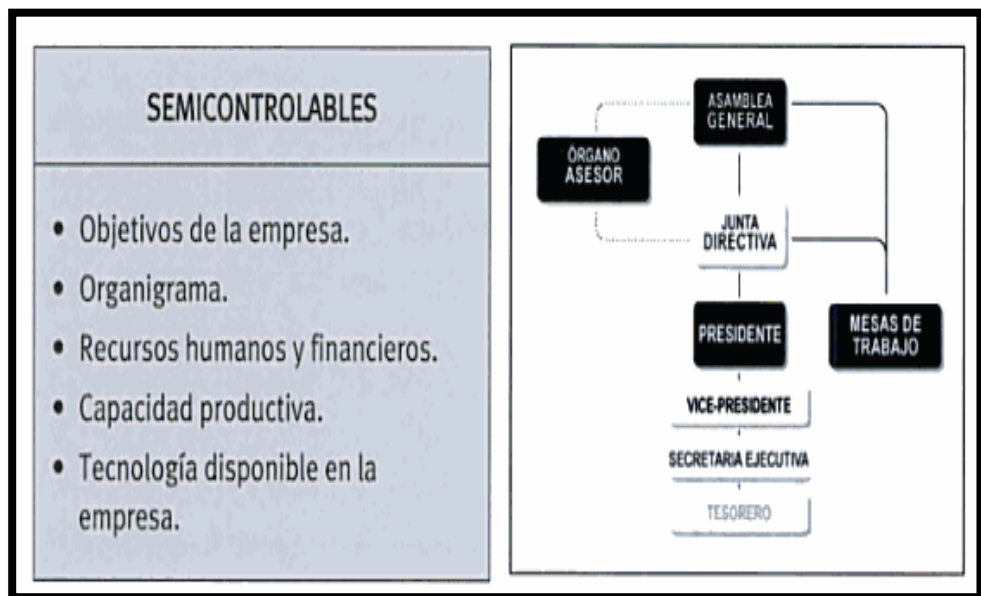 SEMICONTROLABLES
• Objetivos de la empresa.
• Organigrama.
• Recursos humanos y financieros.
• Capacidad productiva.
• Tecnología disponible en la
empresa.
ASAMBLEA
GENERAL
ÓRGANO
ASESOR
JUNTA
DIRECTIVA
PRESIDENTE
MESAS DE
TRABAJO
VICE-PRESIDENTE
SECRETARIA EJECUTIVA
TESORERO